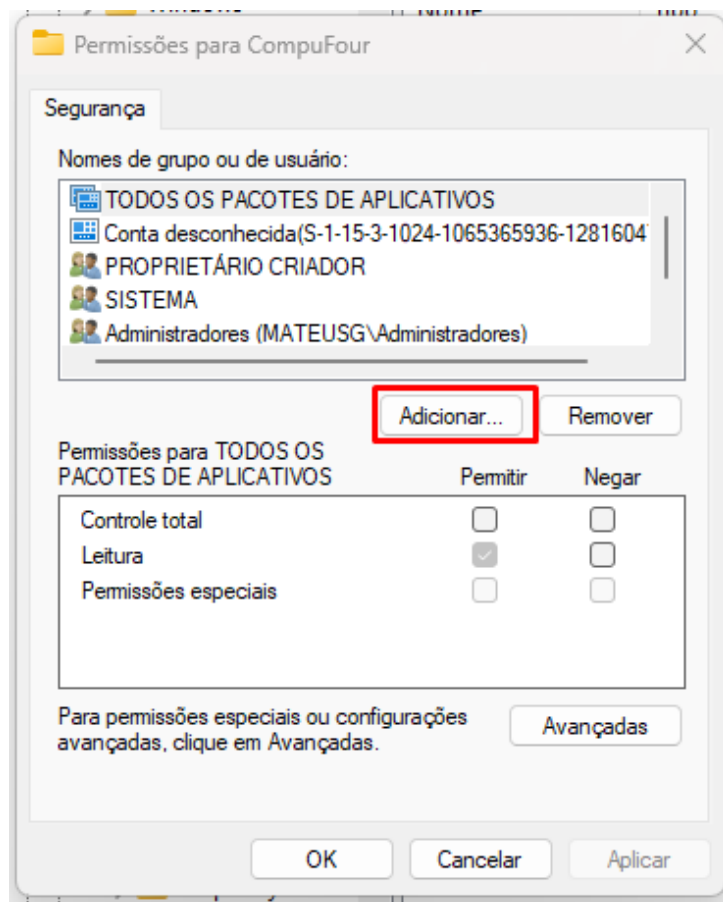 Windows
Nome
Tipo
Permissões para CompuFour
Segurança
Nomes de grupo ou de usuário:
TODOS OS PACOTES DE APLICATIVOS
Conta desconhecida(S-1-15-3-1024-1065365936-1281604
PROPRIETÁRIO CRIADOR
SISTEMA
Administradores (MATEUSG\Administradores)
Adicionar...
Remover
Permissões para TODOS OS
PACOTES DE APLICATIVOS
Permitir
Negar
Controle total
Leitura
Permissões especiais
Para permissões especiais ou configurações
avançadas, clique em Avançadas.
Avançadas
OK
Cancelar
Aplicar